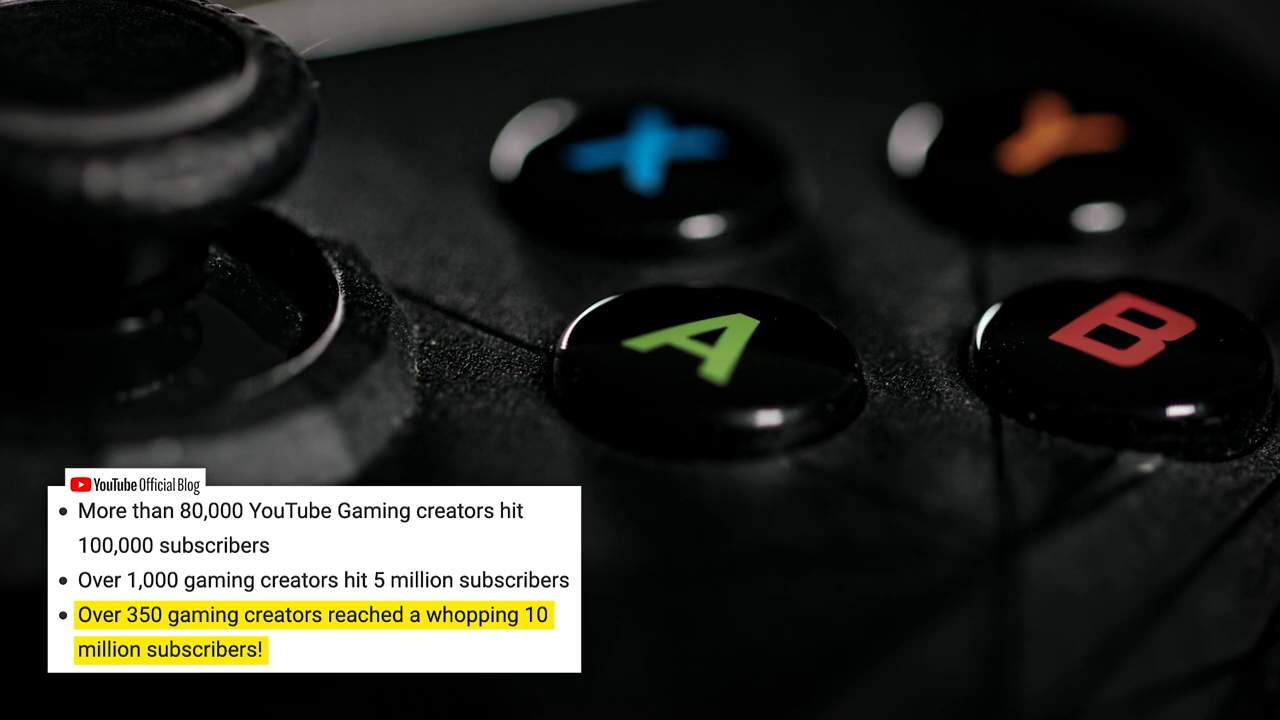 X
Y
A
B
YouTube Official Blog
More than 80,000 YouTube Gaming creators hit
100,000 subscribers
Over 1,000 gaming creators hit 5 million subscribers
Over 350 gaming creators reached a whopping 10
million subscribers!